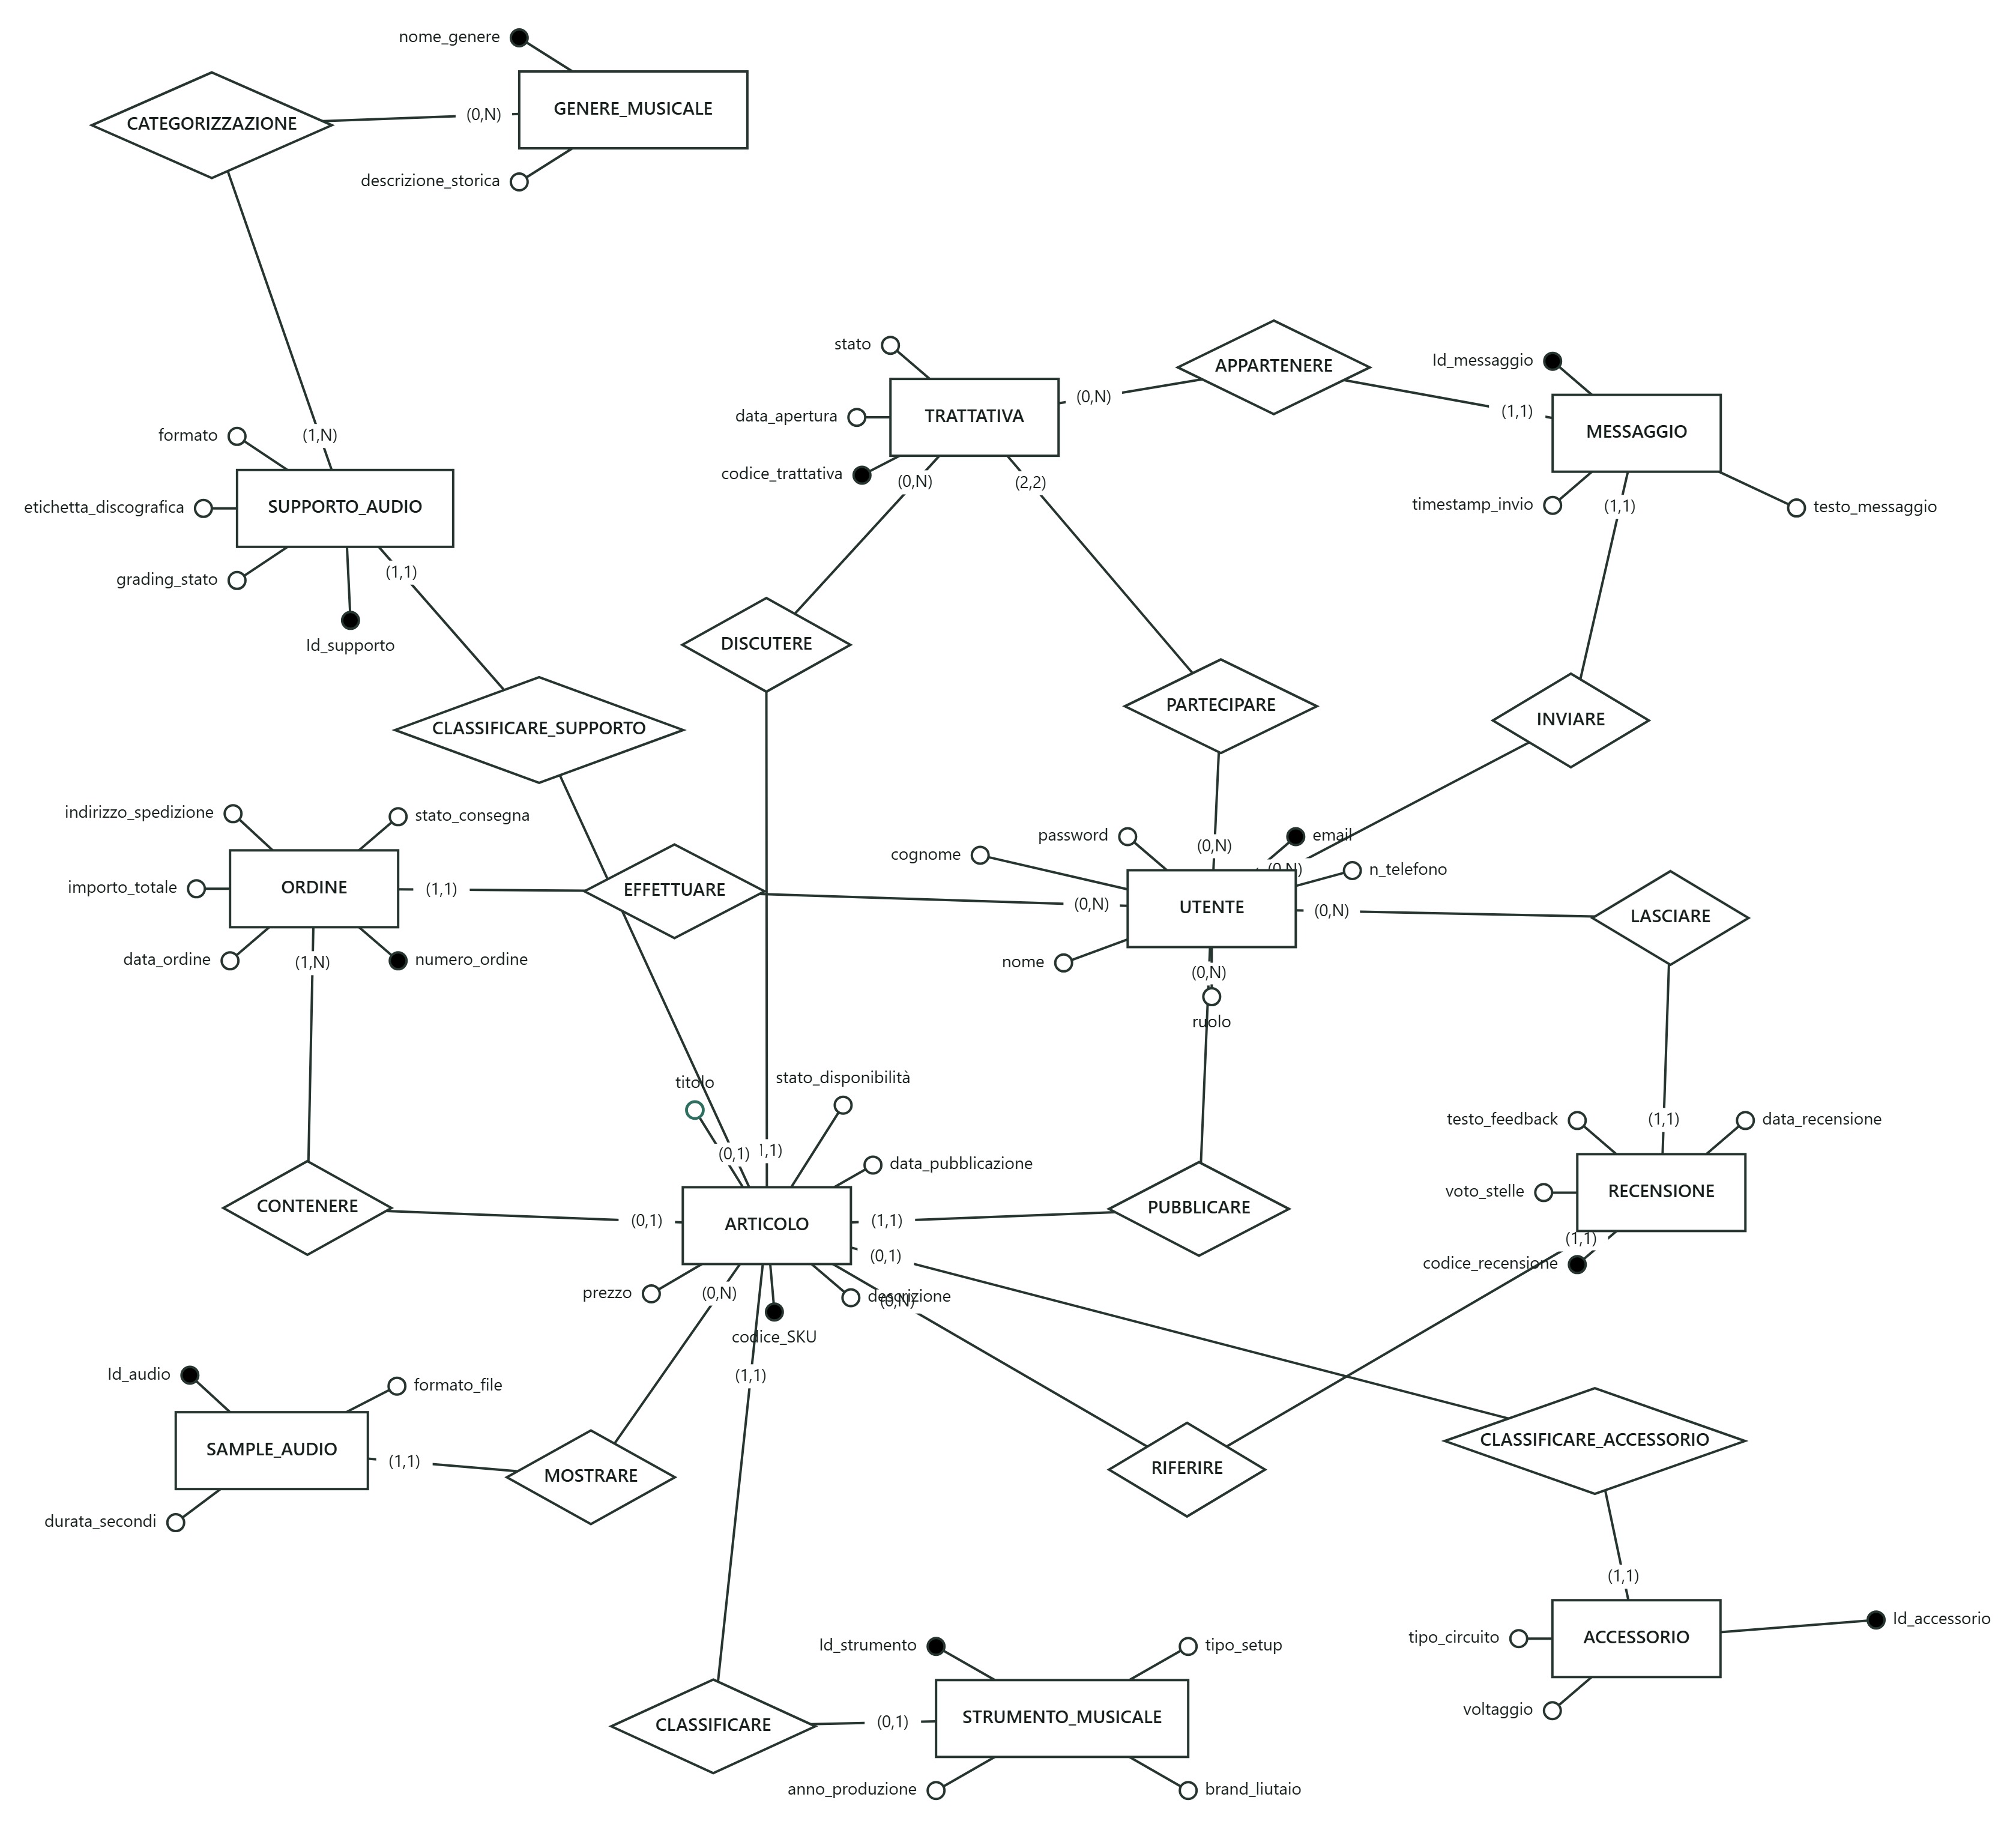 nome_genere
GENERE_MUSICALE
CATEGORIZZAZIONE
(0,N)
descrizione_storica
stato
APPARTENERE
Id_messaggio
(0,N)
data_apertura
TRATTATIVA
(1,1)
MESSAGGIO
formato
(1,N)
codice_trattativa
(0,N)
(2,2)
timestamp_invio
(1,1)
testo_messaggio
etichetta_discografica
SUPPORTO_AUDIO
grading_stato
(1,1)
Id_supporto
DISCUTERE
CLASSIFICARE_SUPPORTO
PARTECIPARE
INVIARE
indirizzo_spedizione
stato_consegna
password
(0,N)
email
cognome
(0,N)
n_telefono
importo_totale
ORDINE
(1,1)
EFFETTUARE
(0,N)
UTENTE
(0,N)
LASCIARE
data_ordine
(1,N)
numero_ordine
nome
(0,N)
ruolo
titolo
stato_disponibilità
testo_feedback
(1,1)
data_recensione
(0,1)
,1)
data_pubblicazione
voto_stelle
RECENSIONE
CONTENERE
(0,1)
ARTICOLO
(1,1)
PUBBLICARE
(0,1)
(1,1)
codice_recensione
prezzo
(0,N)
descrizione
(0,N)
codice_SKU
Id_audio
formato_file
(1,1)
SAMPLE_AUDIO
(1,1)
MOSTRARE
RIFERIRE
CLASSIFICARE_ACCESSORIO
durata_secondi
(1,1)
Id_accessorio
Id_strumento
tipo_setup
tipo_circuito
ACCESSORIO
CLASSIFICARE
(0,1)
STRUMENTO_MUSICALE
voltaggio
anno_produzione
brand_liutaio